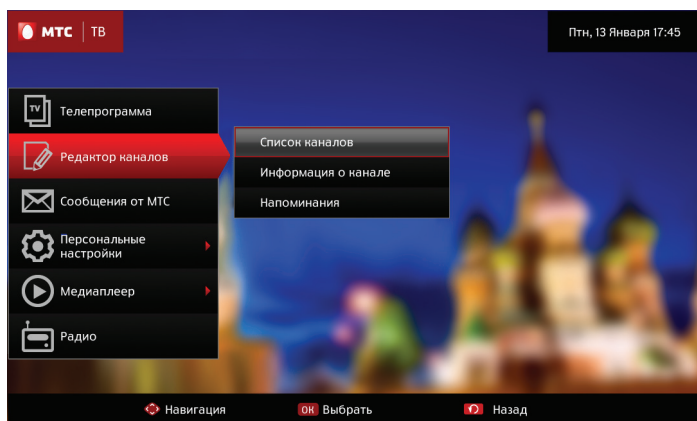 МТС ТВ
Птн, 13 Января 17:45
TV
Телепрограмма
Редактор каналов
Список каналов
Информация о канале
Напоминания
Сообщения от МТС
Персональные
настройки
Медиаплеер
Радио
Навигация
ОК Выбрать
Назад